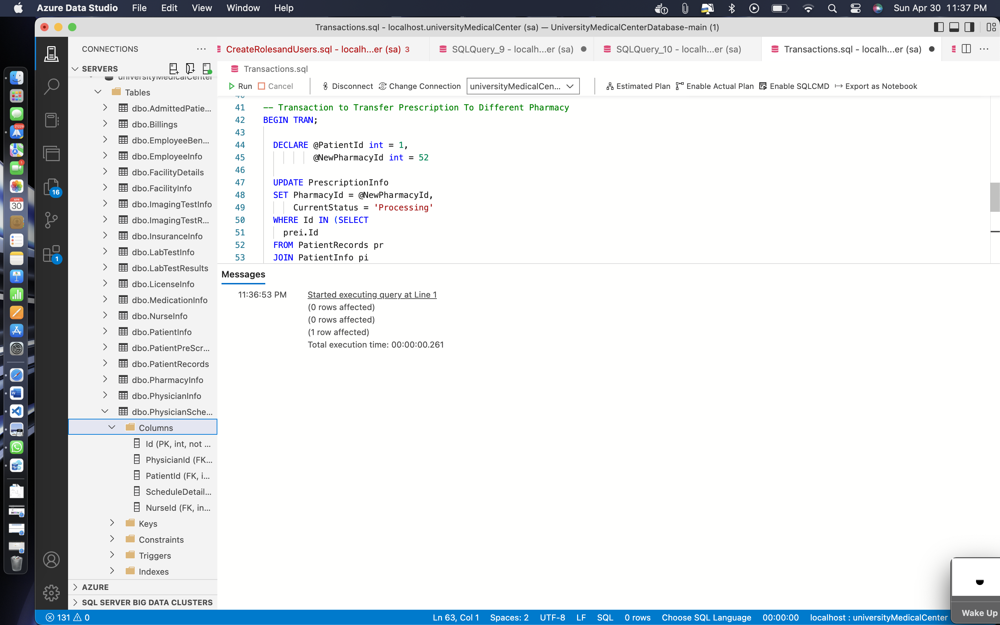 Azure Data Studio File Edit View Window Help Sun Apr 30 11:37 PM
Transactions.sql - localhost.universityMedicalCenter (sa) — UniversityMedicalCenterDatabase-main (1)
CONNECTIONS
CreateRolesandUsers.sql - localh...er (sa) 3
SQLQuery_9 - localh...er (sa)
SQLQuery_10 - localh...er (sa)
Transactions.sql - localh...er (sa)
SERVERS
Transactions.sql
Run Cancel Disconnect Change Connection universityMedicalCen... Estimated Plan Enable Actual Plan Enable SQLCMD Export as Notebook
universityMedicalCenter
Tables
dbo.AdmittedPatie...
dbo.Billings
dbo.EmployeeBen...
dbo.EmployeeInfo
dbo.FacilityDetails
dbo.FacilityInfo
dbo.ImagingTestInfo
dbo.ImagingTestR...
dbo.InsuranceInfo
dbo.LabTestInfo
dbo.LabTestResults
dbo.LicenseInfo
dbo.MedicationInfo
dbo.NurseInfo
dbo.PatientInfo
dbo.PatientPreScr...
dbo.PatientRecords
dbo.PharmacyInfo
dbo.PhysicianInfo
dbo.PhysicianSche...
Columns
Id (PK, int, not ...
PhysicianId (FK...
PatientId (FK, i...
ScheduleDetail...
NurseId (FK, in...
Keys
Constraints
Triggers
Indexes
AZURE
SQL SERVER BIG DATA CLUSTERS
40
41 -- Transaction to Transfer Prescription To Different Pharmacy
42 BEGIN TRAN;
43
44 DECLARE @PatientId int = 1,
45 @NewPharmacyId int = 52
46
47 UPDATE PrescriptionInfo
48 SET PharmacyId = @NewPharmacyId,
49 CurrentStatus = 'Processing'
50 WHERE Id IN (SELECT
51 prei.Id
52 FROM PatientRecords pr
53 JOIN PatientInfo pi
Messages
11:36:53 PM Started executing query at Line 1
(0 rows affected)
(0 rows affected)
(1 row affected)
Total execution time: 00:00:00.261
16
1
21229
1
APR
30
Wake Up
131 0 Ln 63, Col 1 Spaces: 2 UTF-8 LF SQL 0 rows Choose SQL Language 00:00:00 localhost : universityMedicalCenter